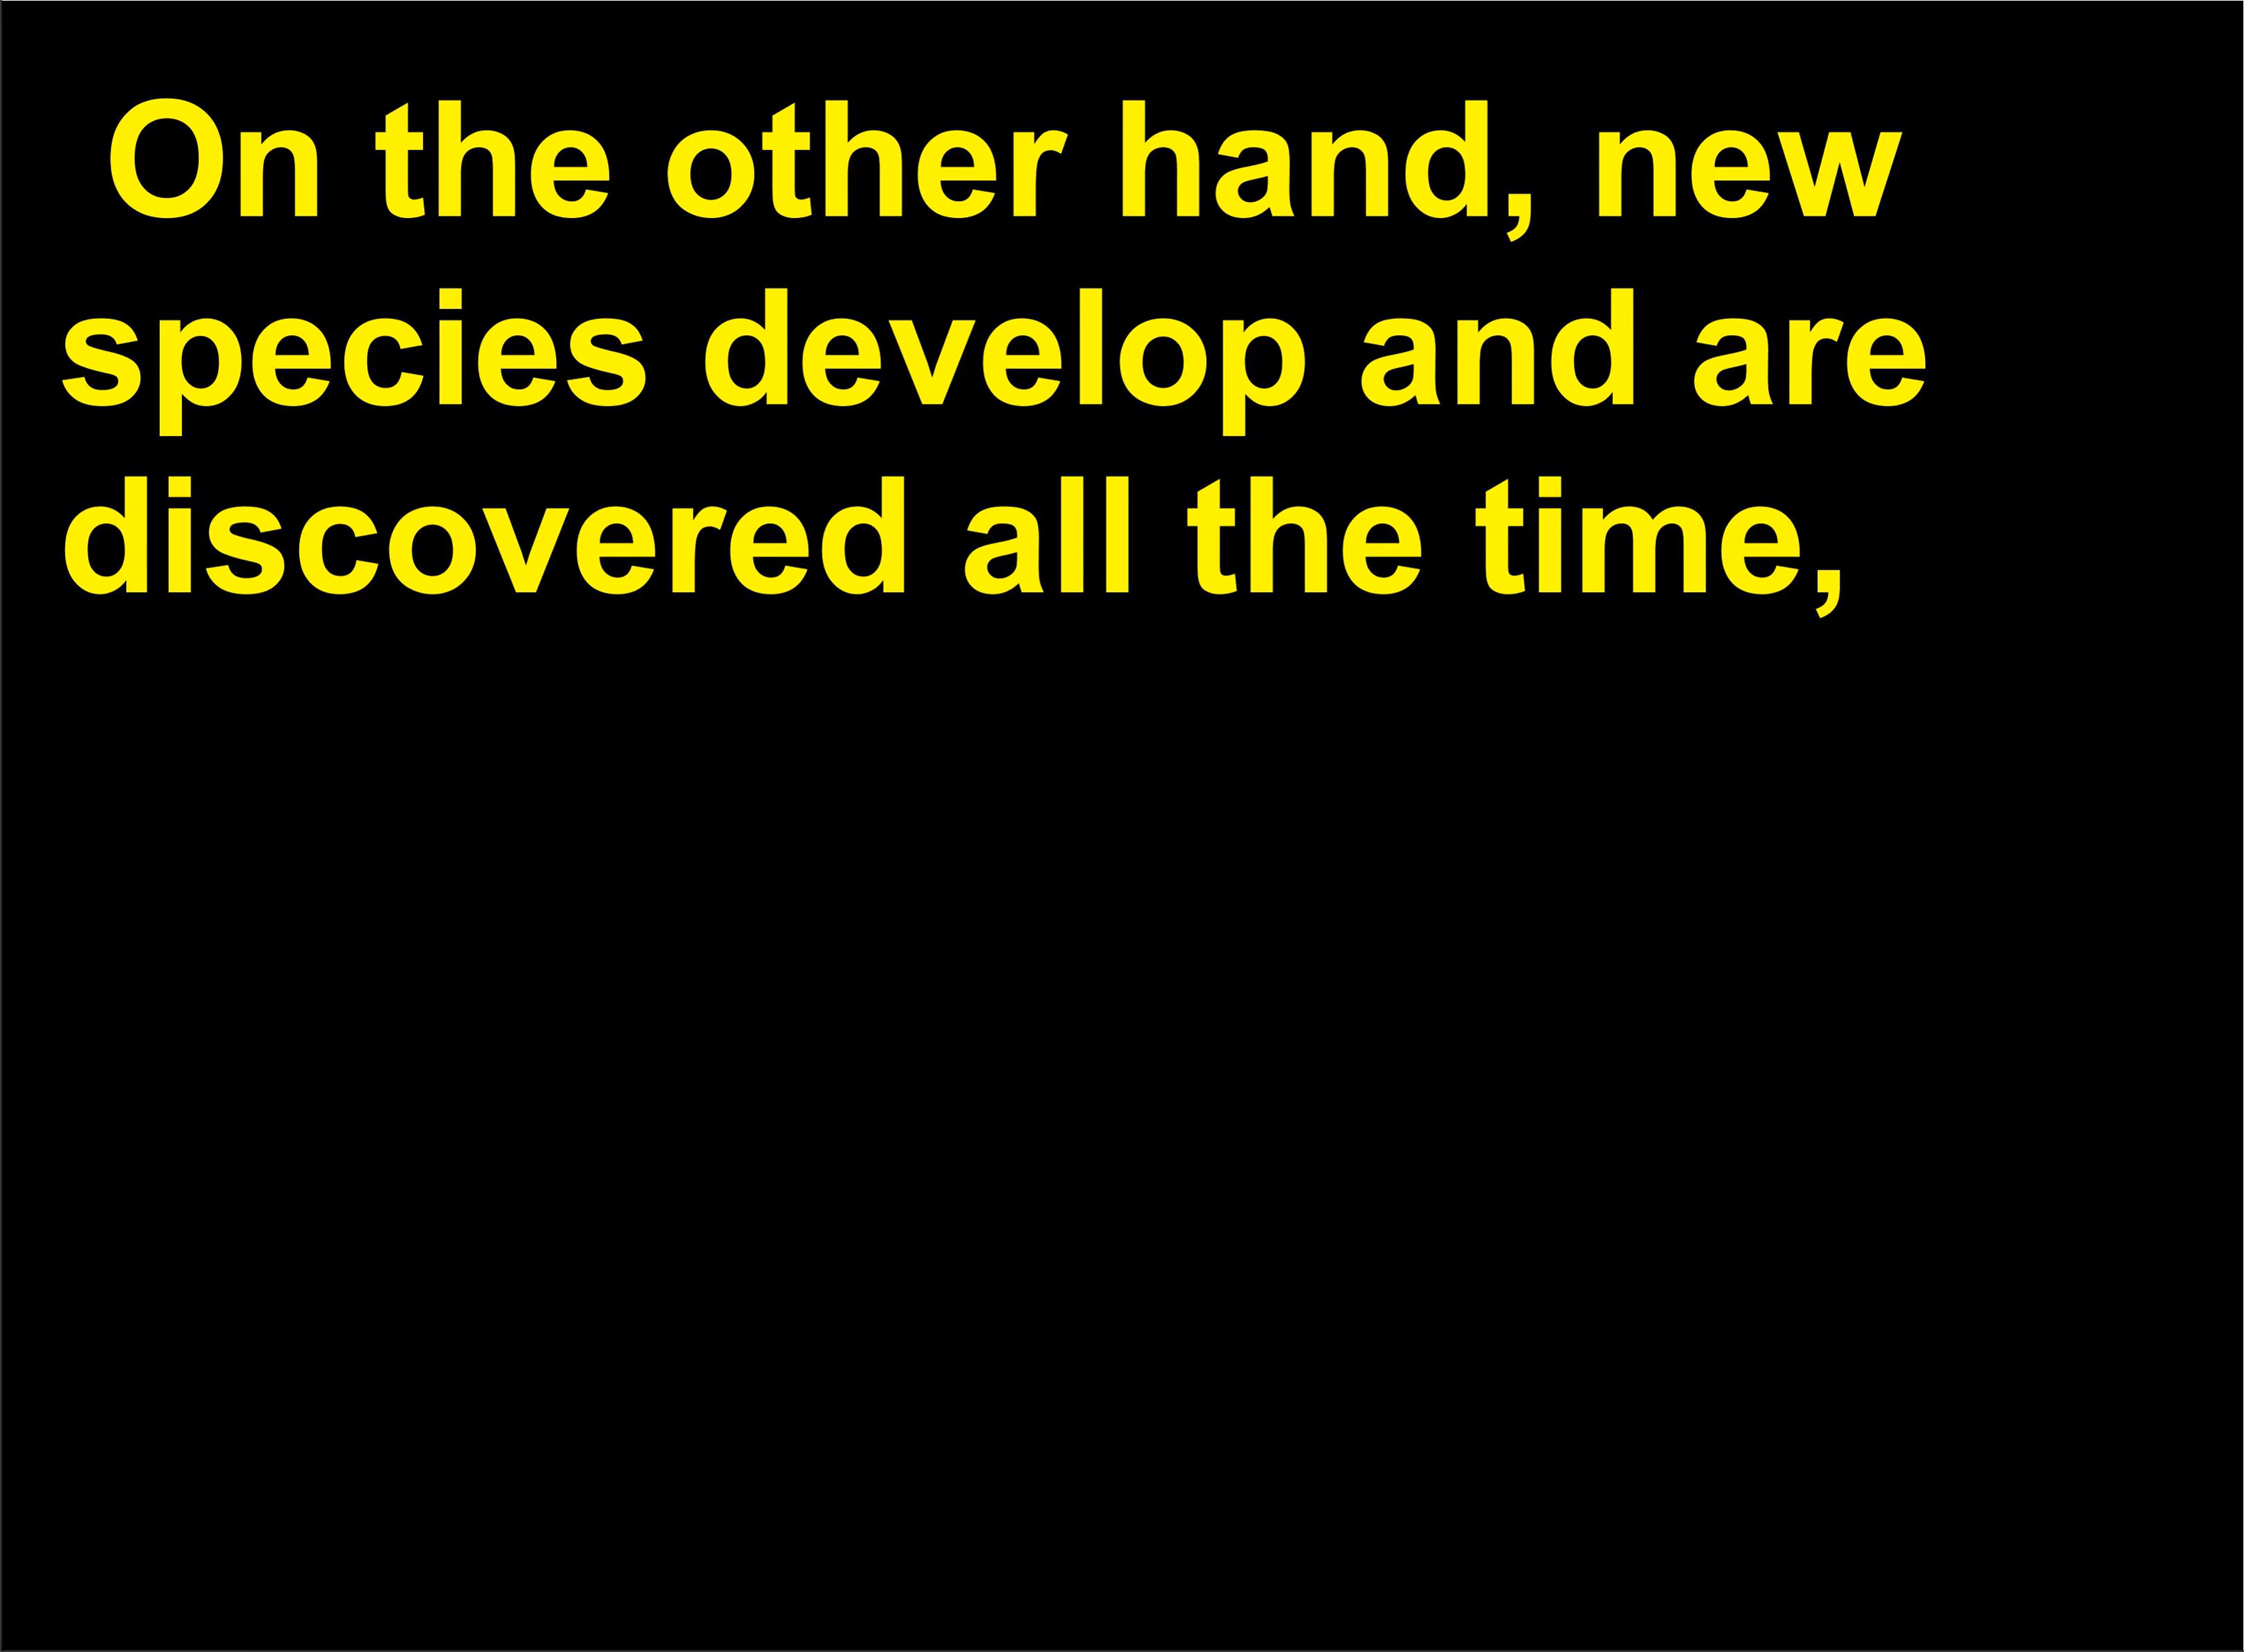 On the other hand, new
species develop and are
discovered all the time,